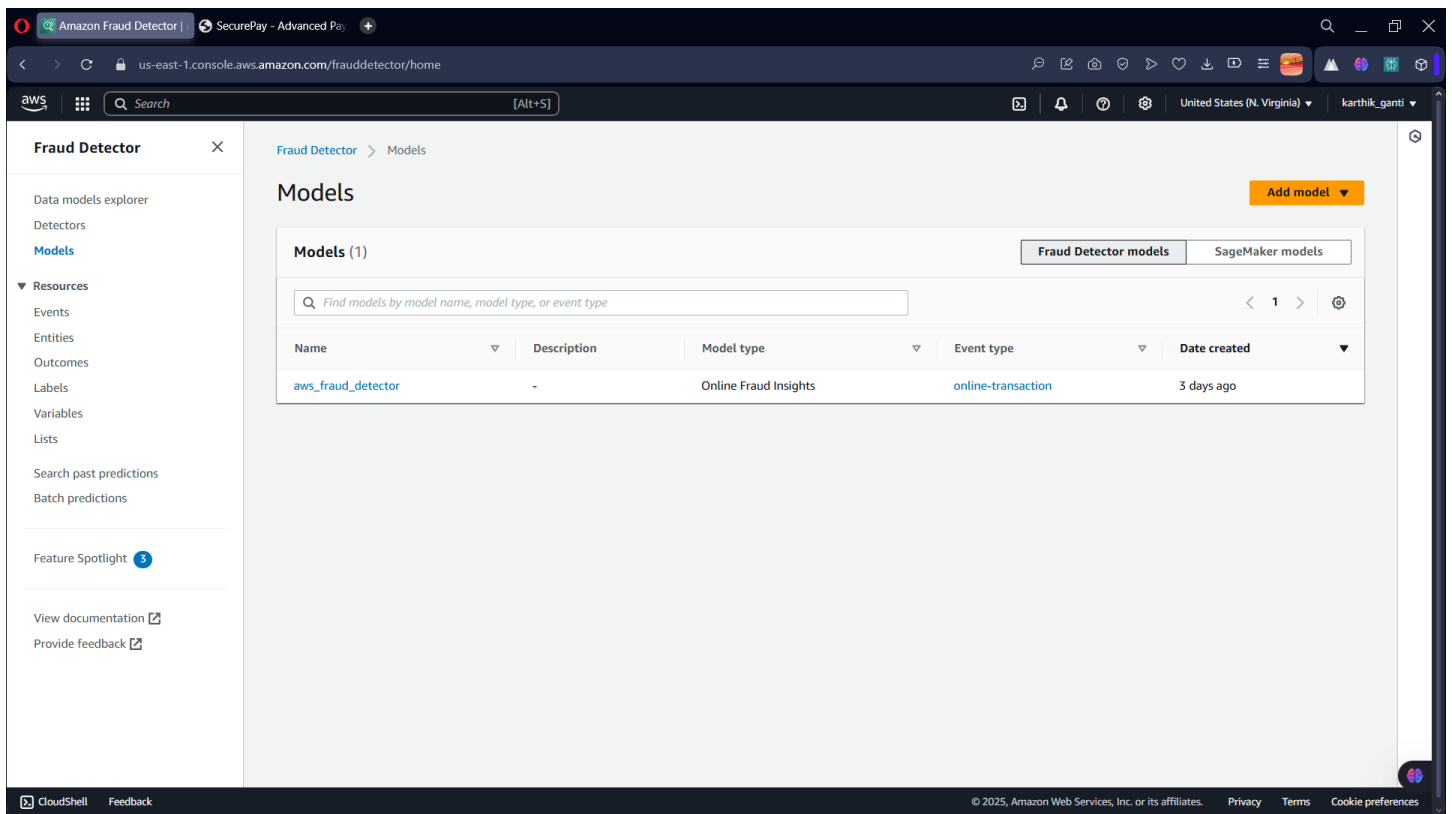 Amazon Fraud Detector |
SecurePay - Advanced Pay
us-east-1.console.aws.amazon.com/frauddetector/home
aws
Search
[Alt+S]
United States (N. Virginia)
karthik_ganti
Fraud Detector
Data models explorer
Detectors
Models
Resources
Events
Entities
Outcomes
Labels
Variables
Lists
Search past predictions
Batch predictions
Feature Spotlight 3
View documentation
Provide feedback
Fraud Detector > Models
Models
Add model
Models (1)
Fraud Detector models
SageMaker models
Find models by model name, model type, or event type
1
Name Description Model type Event type Date created
aws_fraud_detector - Online Fraud Insights online-transaction 3 days ago
CloudShell Feedback
© 2025, Amazon Web Services, Inc. or its affiliates. Privacy Terms Cookie preferences